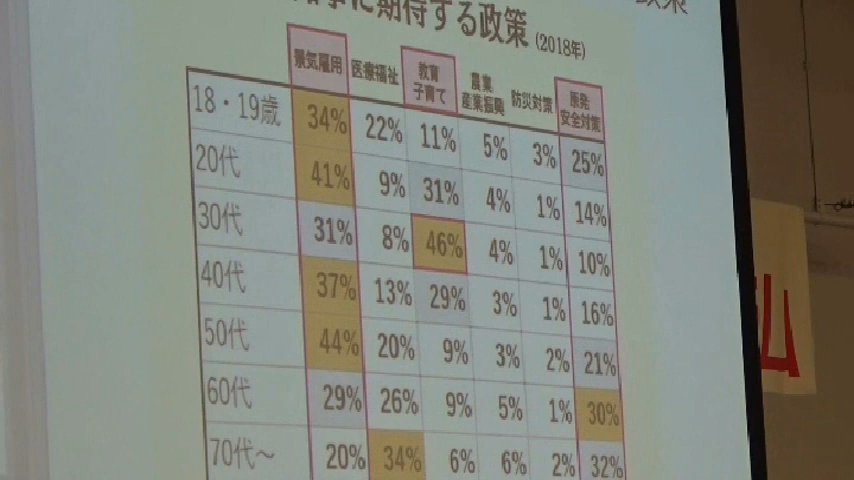 に期待する政策 (2018年)
政策
景気雇用 医療福祉 教育 子育て 農業 産業振興 防災対策 原発 安全対策
18・19歳 34% 22% 11% 5% 3% 25%
20代 41% 9% 31% 4% 1% 14%
30代 31% 8% 46% 4% 1% 10%
40代 37% 13% 29% 3% 1% 16%
50代 44% 20% 9% 3% 2% 21%
60代 29% 26% 9% 5% 1% 30%
70代～ 20% 34% 6% 6% 2% 32%